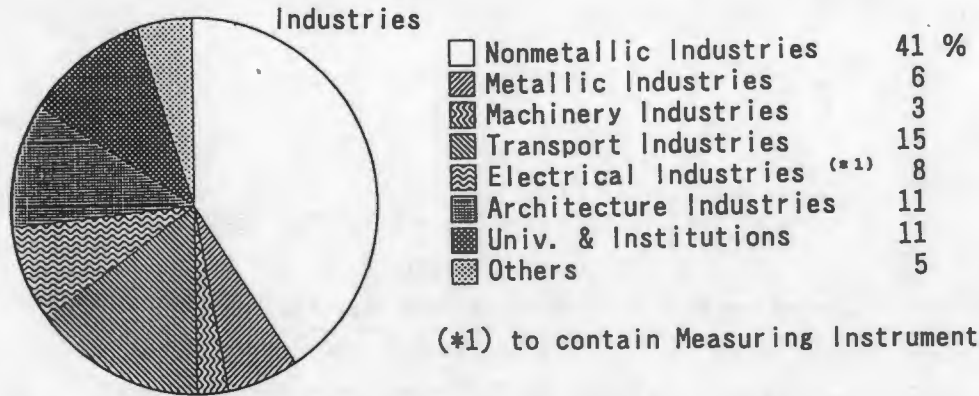 Industries
Nonmetallic Industries 41 %
Metallic Industries 6
Machinery Industries 3
Transport Industries 15
Electrical Industries (*1) 8
Architecture Industries 11
Univ. & Institutions 11
Others 5
(*1) to contain Measuring Instrument